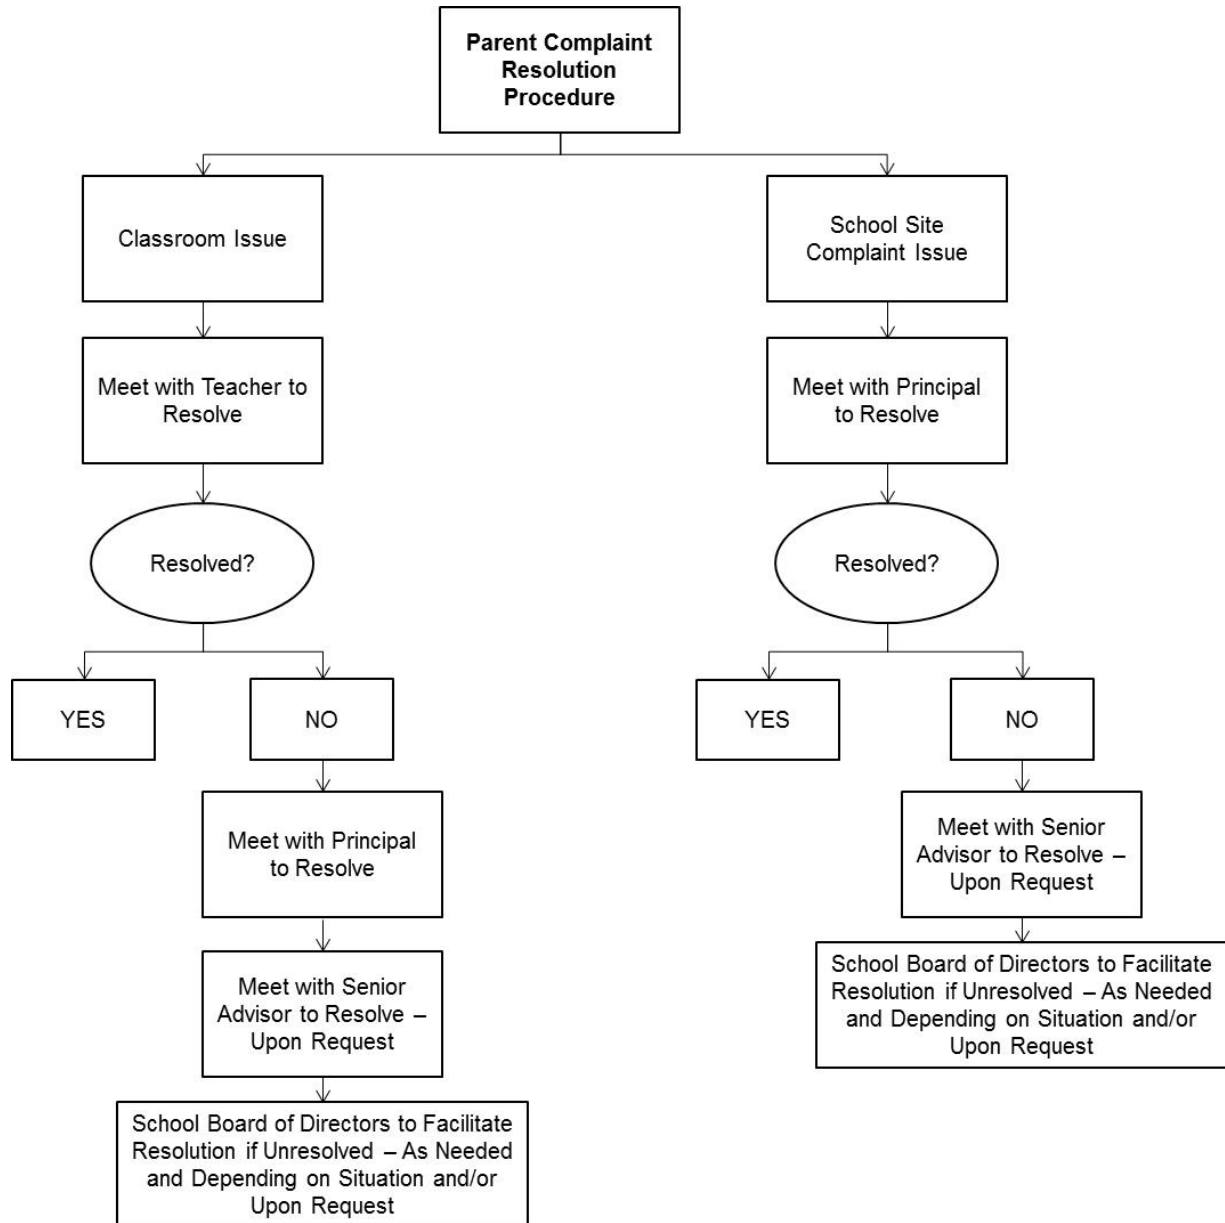 Parent Complaint
Resolution
Procedure
Classroom Issue
School Site
Complaint Issue
Meet with Teacher to
Resolve
Meet with Principal
to Resolve
Resolved?
Resolved?
YES
NO
YES
NO
Meet with Principal
to Resolve
Meet with Senior
Advisor to Resolve –
Upon Request
Meet with Senior
Advisor to Resolve –
Upon Request
School Board of Directors to Facilitate
Resolution if Unresolved – As Needed
and Depending on Situation and/or
Upon Request
School Board of Directors to Facilitate
Resolution if Unresolved – As Needed
and Depending on Situation and/or
Upon Request